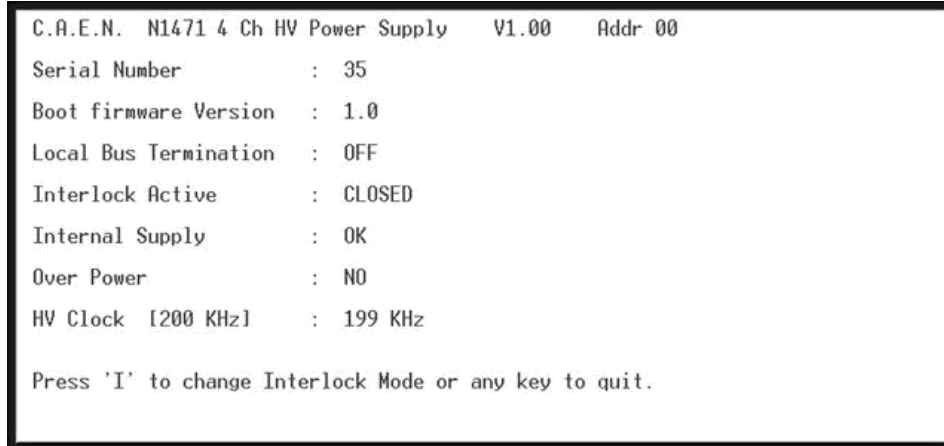 C.A.E.N.  N1471 4 Ch HV Power Supply    V1.00    Addr 00
Serial Number           :  35
Boot firmware Version   :  1.0
Local Bus Termination   :  OFF
Interlock Active        :  CLOSED
Internal Supply         :  OK
Over Power              :  NO
HV Clock  [200 KHz]     :  199 KHz
Press 'I' to change Interlock Mode or any key to quit.